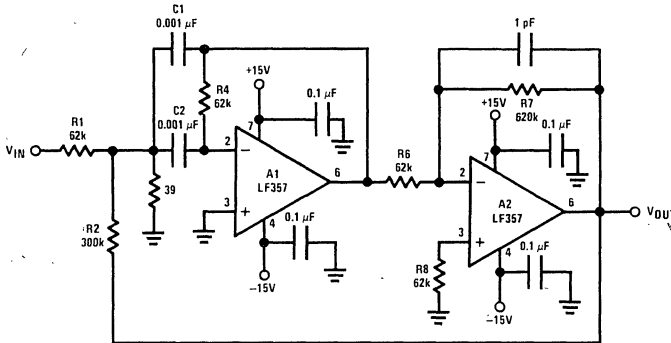 C1
0.001 μF
1 pF
R4
62k
+15V
0.1 μF
R7
620k
+15V
0.1 μF
C2
0.001 μF
R1
62k
VIN
2
−
7
A1
LF357
6
R6
62k
2
−
7
A2
LF357
6
VOUT
39
3
+
4
0.1 μF
−15V
R2
300k
3
+
4
0.1 μF
R8
62k
−15V